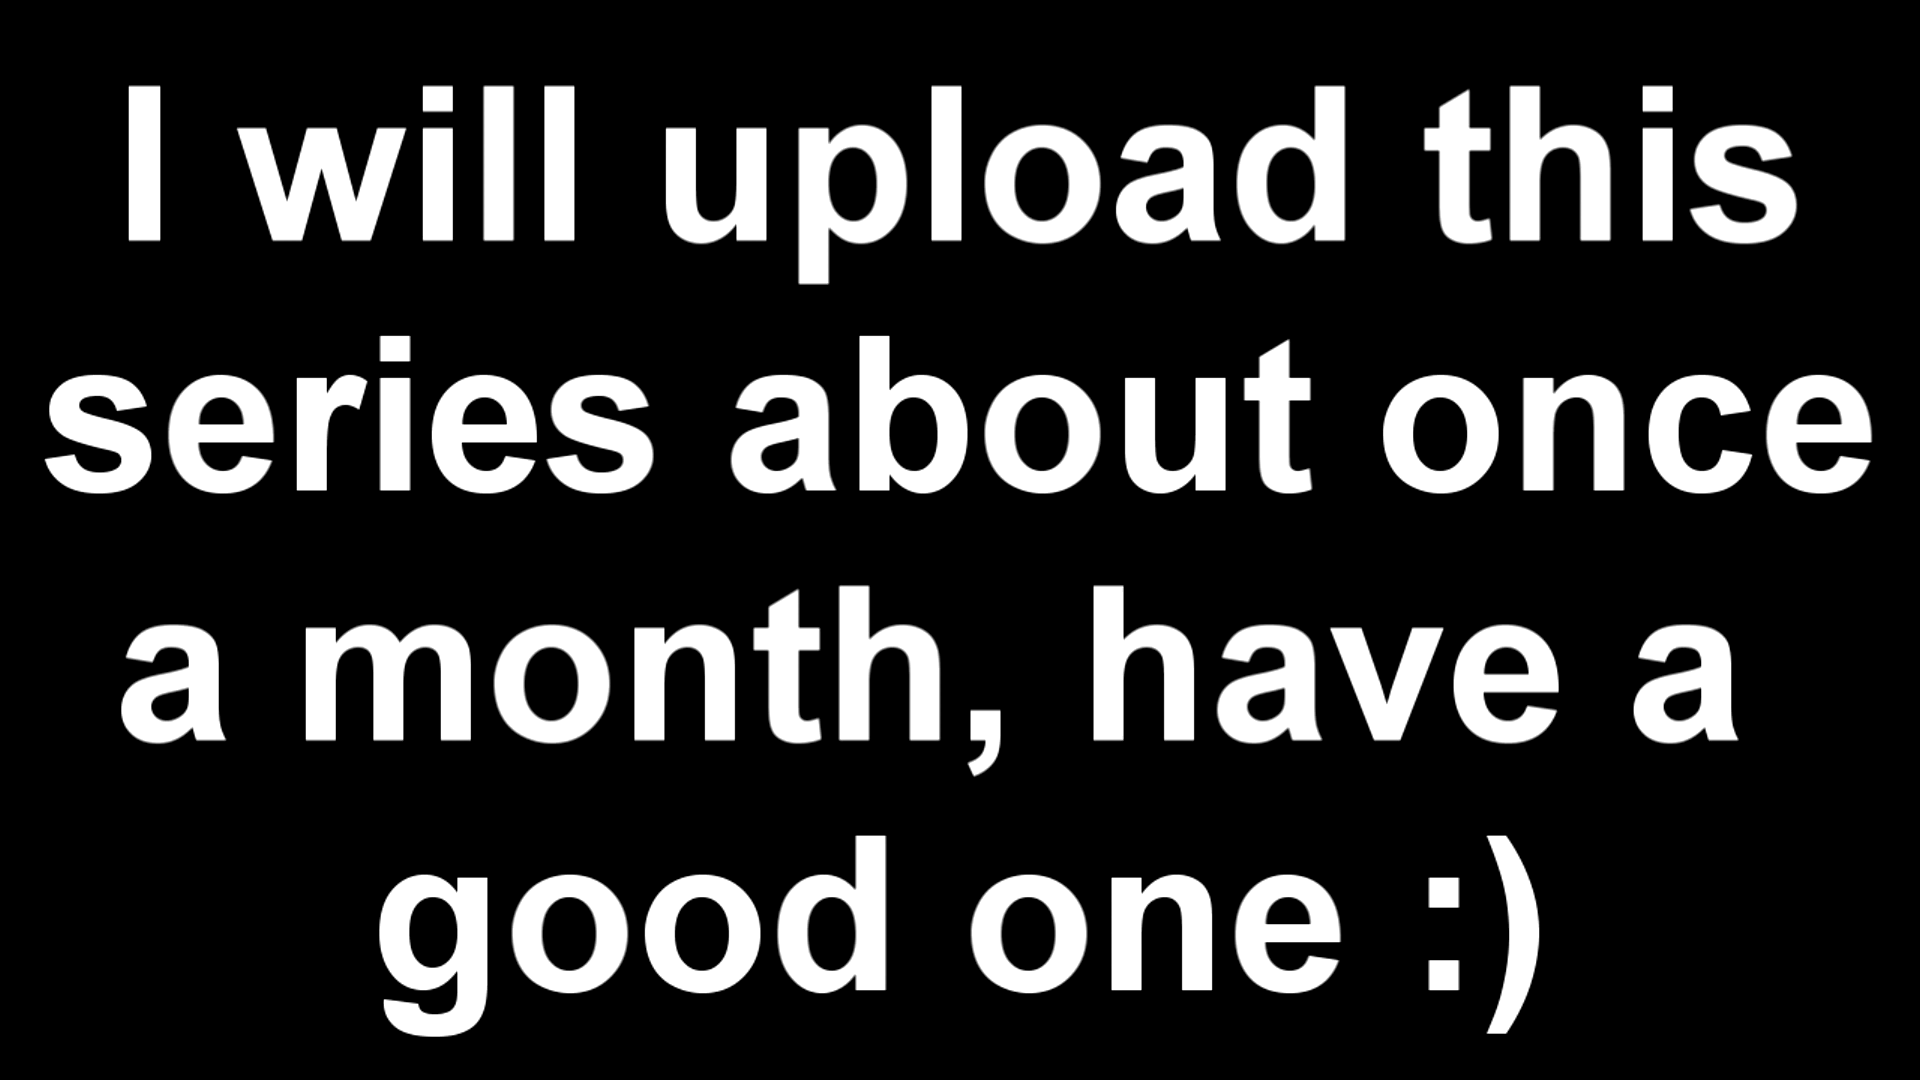 I will upload this
series about once
a month, have a
good one :)